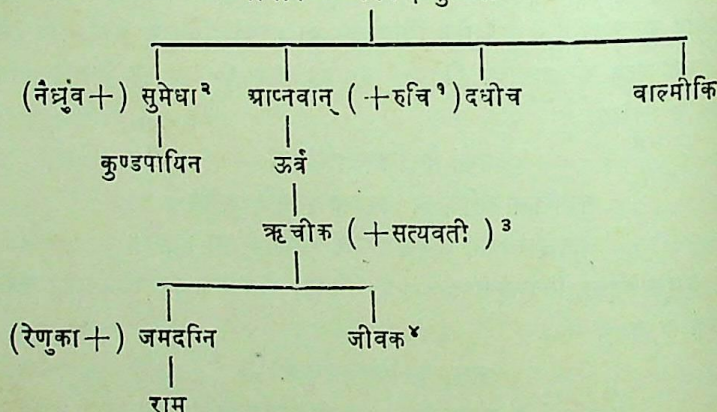 (नैध्रुव +) सुमेधा² आप्नवान् (+रुचि¹) दधीच वाल्मीकि
कुण्डपायिन ऊर्व
ऋचीक (+सत्यवती)³
(रेणुका+) जमदग्नि जीवक⁴
राम